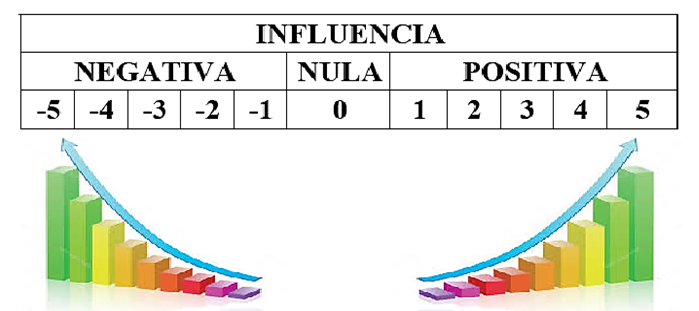 INFLUENCIA
NEGATIVA NULA POSITIVA
-5 -4 -3 -2 -1 0 1 2 3 4 5